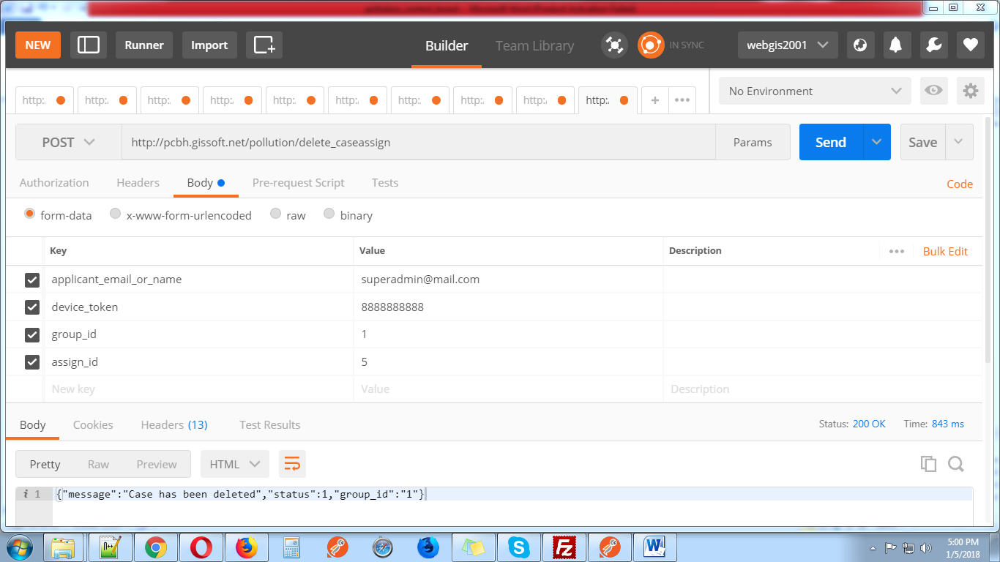 NEW Runner Import Builder Team Library IN SYNC webgis2001
http:. http:. http:. http:. http:. http:. http:. http:. http:. http:. + No Environment
POST http://pcbh.gissoft.net/pollution/delete_caseassign Params Send Save
Authorization Headers Body Pre-request Script Tests Code
form-data x-www-form-urlencoded raw binary
Key Value Description Bulk Edit
applicant_email_or_name superadmin@mail.com
device_token 8888888888
group_id 1
assign_id 5
New key Value Description
Body Cookies Headers (13) Test Results Status: 200 OK Time: 843 ms
Pretty Raw Preview HTML
i 1 {"message":"Case has been deleted","status":1,"group_id":"1"}
5:00 PM
1/5/2018